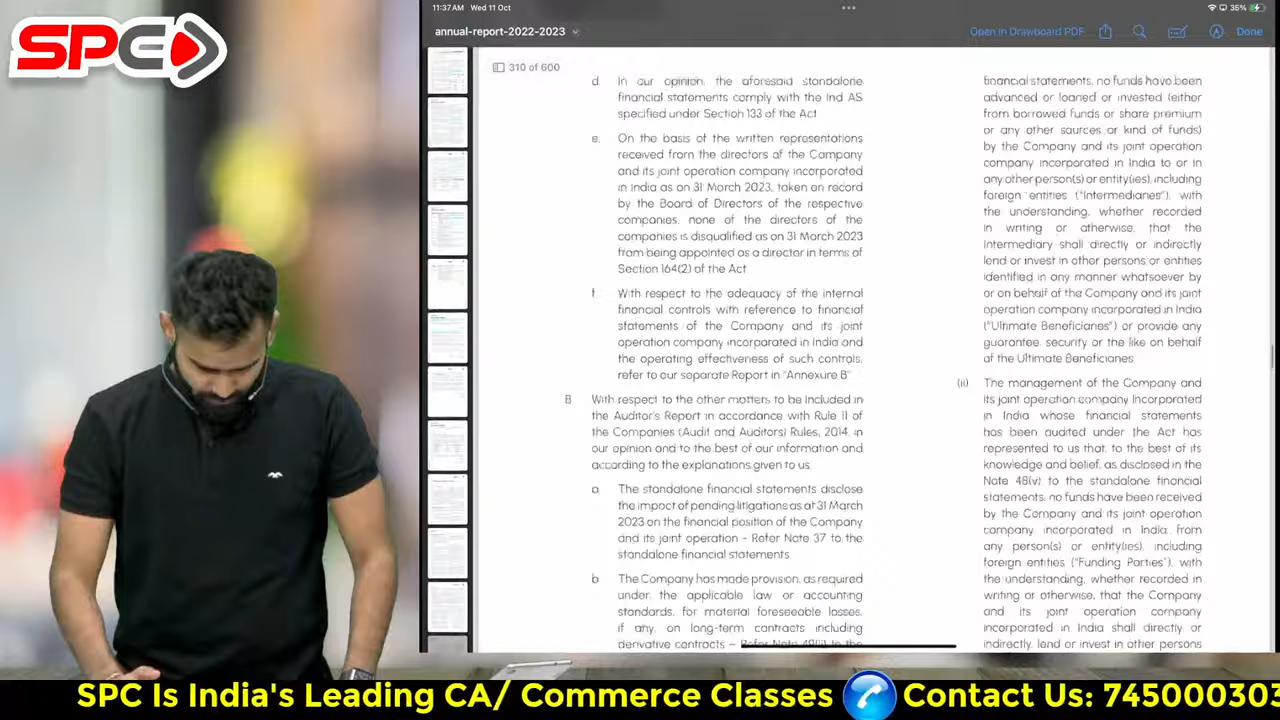 SPC
11:37AM Wed 11 Oct
35%
annual-report-2022-2023
Open in Drawboard PDF
Done
310 of 600
d. In our opinion, the aforesaid standalone
financial statements comply with the Ind AS
specified under Section 133 of the Act
e. On the basis of the written representations
received from the directors of the Company
and its joint operation company incorporated
in India as on 31 March 2023, taken on record
by the Board of Directors of the respective
companies, none of the directors of the
companies is disqualified as on 31 March 2023
from being appointed as a director in terms of
Section 164(2) of the Act
f. With respect to the adequacy of the internal
financial controls with reference to financial
statements of the Company and its joint
operation company incorporated in India and
the operating effectiveness of such controls,
refer to our separate Report in "Annexure B"
B. With respect to the other matters to be included in
the Auditor's Report in accordance with Rule 11 of
the Companies (Audit and Auditors) Rules, 2014, in
our opinion and to the best of our information and
according to the explanations given to us
a. The standalone financial statements disclose
the impact of pending litigations as at 31 March
2023 on the financial position of the Company
and its joint operation - Refer Note 37 to the
standalone financial statements.
b. The Company has made provision, as required
under the applicable law or accounting
standards, for material foreseeable losses,
if any, on long-term contracts including
derivative contracts – Refer Note 49(ii) to the
financial statements, no funds have been
advanced or loaned or invested (either
from borrowed funds or share premium
or any other sources or kind of funds)
by the Company and its joint operation
company incorporated in India to or in
any other person(s) or entity(ies), including
foreign entities ("Intermediaries"), with
the understanding, whether recorded
in writing or otherwise, that the
Intermediary shall directly or indirectly
lend or invest in other persons or entities
identified in any manner whatsoever by
or on behalf of the Company and its joint
operation company incorporated in India
("Ultimate Beneficiaries") or provide any
guarantee, security or the like on behalf
of the Ultimate Beneficiaries
(ii) The management of the Company and
its joint operation company incorporated
in India whose financial statements
has been audited under the Act has
represented to us that, to the best of its
knowledge and belief, as disclosed in the
Note 48(v) to the standalone financial
statements, no funds have been received
by the Company and its joint operation
company incorporated in India from
any person(s) or entity(ies), including
foreign entities ("Funding Parties"), with
the understanding, whether recorded in
writing or otherwise, that the Company
and its joint operation company
incorporated in India shall directly or
indirectly, lend or invest in other persons
SPC Is India's Leading CA/ Commerce Classes
Contact Us: 745000303